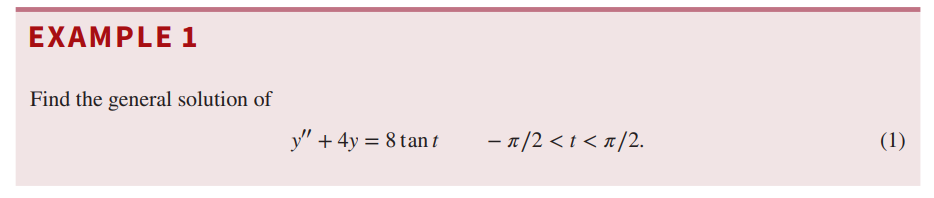 EXAMPLE 1
Find the general solution of
y″ + 4y = 8 tan t − π/2 < t < π/2. (1)